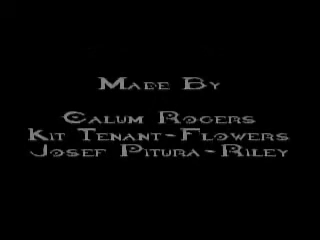 Made By
Calum Rogers
Kit Tenant-Flowers
Josef Pitura-Riley